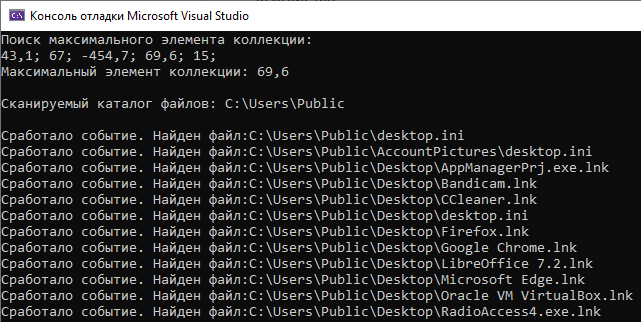 Консоль отладки Microsoft Visual Studio
Поиск максимального элемента коллекции:
43,1; 67; -454,7; 69,6; 15;
Максимальный элемент коллекции: 69,6
Сканируемый каталог файлов: C:\Users\Public
Сработало событие. Найден файл:C:\Users\Public\desktop.ini
Сработало событие. Найден файл:C:\Users\Public\AccountPictures\desktop.ini
Сработало событие. Найден файл:C:\Users\Public\Desktop\AppManagerPrj.exe.lnk
Сработало событие. Найден файл:C:\Users\Public\Desktop\Bandicam.lnk
Сработало событие. Найден файл:C:\Users\Public\Desktop\CCleaner.lnk
Сработало событие. Найден файл:C:\Users\Public\Desktop\desktop.ini
Сработало событие. Найден файл:C:\Users\Public\Desktop\Firefox.lnk
Сработало событие. Найден файл:C:\Users\Public\Desktop\Google Chrome.lnk
Сработало событие. Найден файл:C:\Users\Public\Desktop\LibreOffice 7.2.lnk
Сработало событие. Найден файл:C:\Users\Public\Desktop\Microsoft Edge.lnk
Сработало событие. Найден файл:C:\Users\Public\Desktop\Oracle VM VirtualBox.lnk
Сработало событие. Найден файл:C:\Users\Public\Desktop\RadioAccess4.exe.lnk